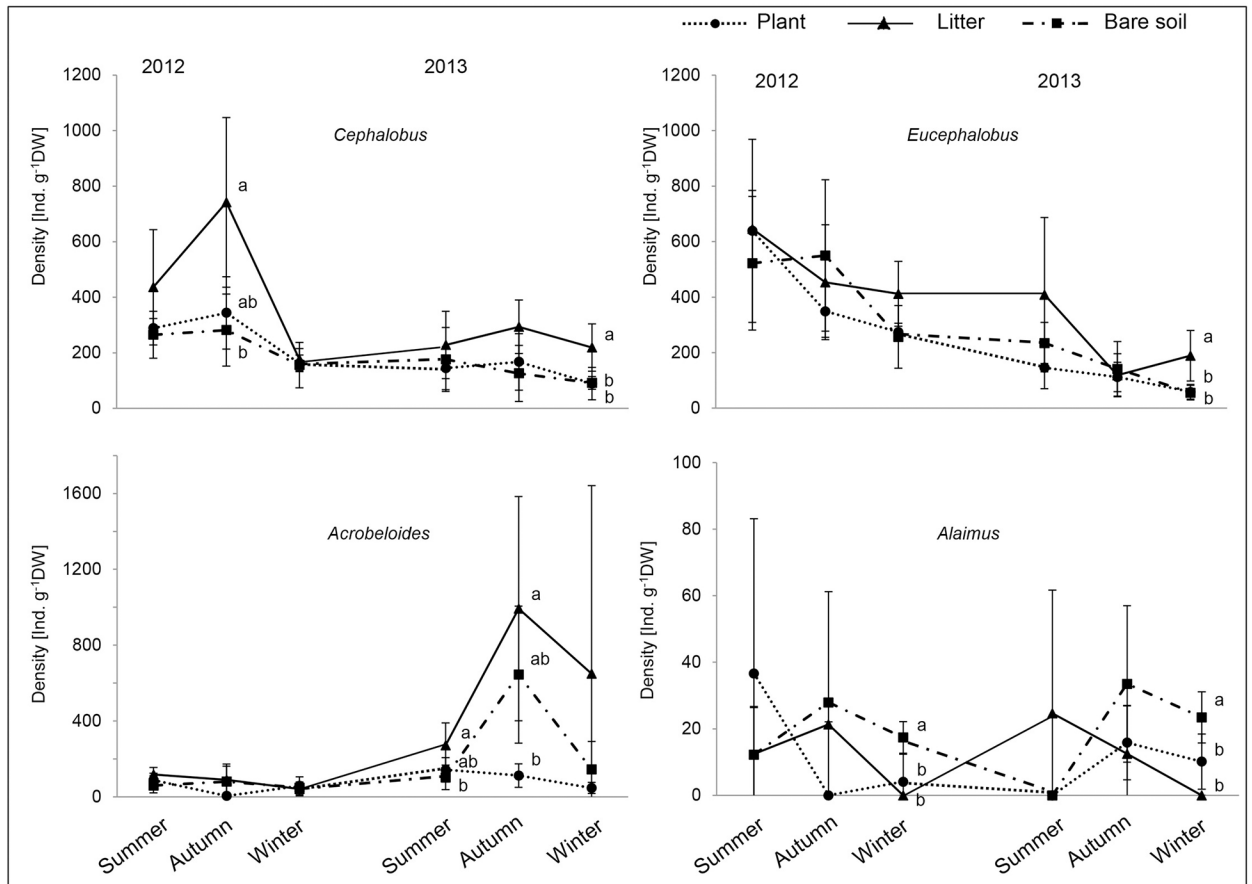 Plant Litter Bare soil
2012 2013
1200
1000
800
600
400
200
0
Density [Ind. g⁻¹DW]
Cephalobus
a
ab
b
a
b
b
2012 2013
1200
1000
800
600
400
200
0
Density [Ind. g⁻¹DW]
Eucephalobus
a
b
b
1600
1200
800
400
0
Density [Ind. g⁻¹DW]
Acrobeloides
a
ab
b
a
ab
b
Summer Autumn Winter Summer Autumn Winter
100
80
60
40
20
0
Density [Ind. g⁻¹DW]
Alaimus
a
b
b
a
b
b
Summer Autumn Winter Summer Autumn Winter